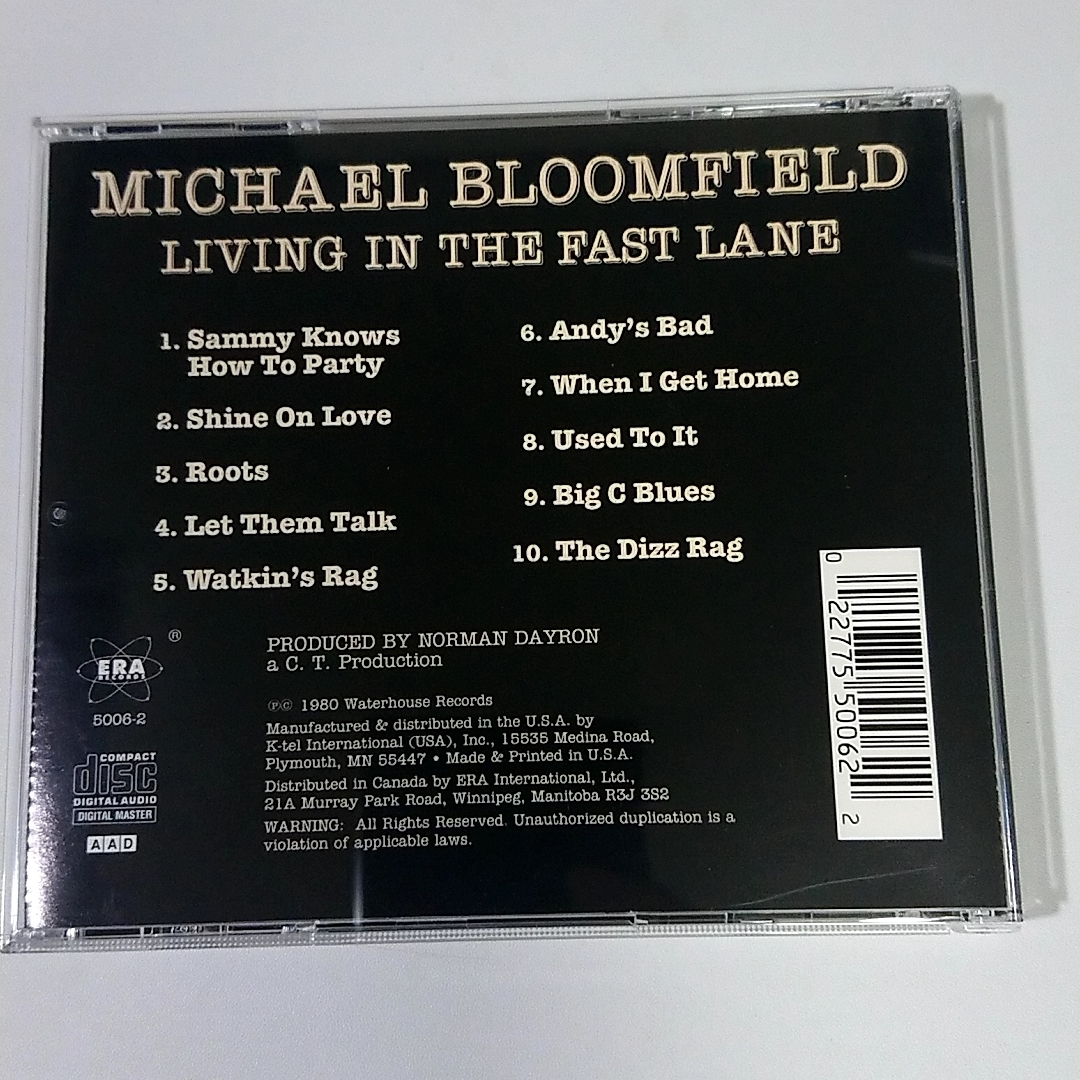 MICHAEL BLOOMFIELD
LIVING IN THE FAST LANE
1. Sammy Knows
How To Party
2. Shine On Love
3. Roots
4. Let Them Talk
5. Watkin's Rag
6. Andy's Bad
7. When I Get Home
8. Used To It
9. Big C Blues
10. The Dizz Rag
ERA ®
RECORDS
5006-2
COMPACT
disc
DIGITAL AUDIO
DIGITAL MASTER
AAD
PRODUCED BY NORMAN DAYRON
a C. T. Production
℗© 1980 Waterhouse Records
Manufactured & distributed in the U.S.A. by
K-tel International (USA), Inc., 15535 Medina Road,
Plymouth, MN 55447 • Made & Printed in U.S.A.
Distributed in Canada by ERA International, Ltd.,
21A Murray Park Road, Winnipeg, Manitoba R3J 3S2
WARNING: All Rights Reserved. Unauthorized duplication is a
violation of applicable laws.
0 22775 50062 2